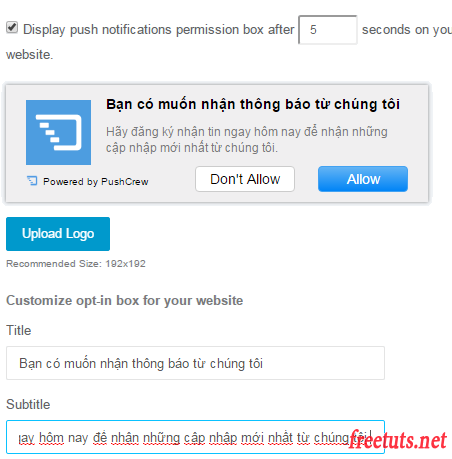 Display push notifications permission box after 5 seconds on you
website.
Bạn có muốn nhận thông báo từ chúng tôi
Hãy đăng ký nhận tin ngay hôm nay để nhận những
cập nhập mới nhất từ chúng tôi.
Powered by PushCrew
Don't Allow
Allow
Upload Logo
Recommended Size: 192x192
Customize opt-in box for your website
Title
Bạn có muốn nhận thông báo từ chúng tôi
Subtitle
gay hôm nay để nhận những cập nhập mới nhất từ chúng tôi.
freetuts.net